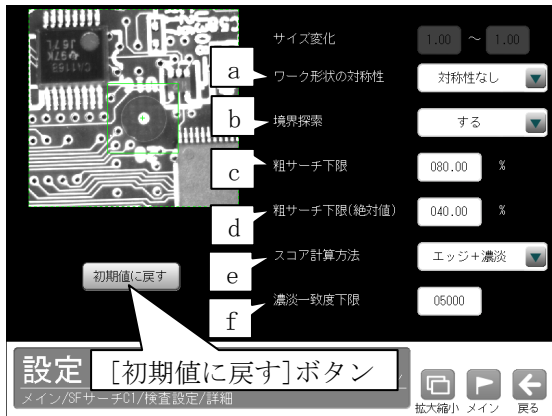 サイズ変化 1.00 ～ 1.00
a ワーク形状の対称性 対称性なし
b 境界探索 する
c 粗サーチ下限 080.00 %
d 粗サーチ下限(絶対値) 040.00 %
e スコア計算方法 エッジ+濃淡
f 濃淡一致度下限 05000
初期値に戻す
[初期値に戻す]ボタン
設定
メイン/SFサーチC1/検査設定/詳細
拡大縮小 メイン 戻る